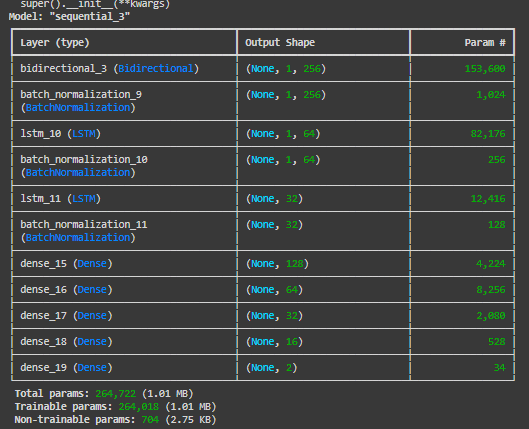 super().__init__(**kwargs)
Model: "sequential_3"
Layer (type) Output Shape Param #
bidirectional_3 (Bidirectional) (None, 1, 256) 153,600
batch_normalization_9 (None, 1, 256) 1,024
(BatchNormalization)
lstm_10 (LSTM) (None, 1, 64) 82,176
batch_normalization_10 (None, 1, 64) 256
(BatchNormalization)
lstm_11 (LSTM) (None, 32) 12,416
batch_normalization_11 (None, 32) 128
(BatchNormalization)
dense_15 (Dense) (None, 128) 4,224
dense_16 (Dense) (None, 64) 8,256
dense_17 (Dense) (None, 32) 2,080
dense_18 (Dense) (None, 16) 528
dense_19 (Dense) (None, 2) 34
Total params: 264,722 (1.01 MB)
Trainable params: 264,018 (1.01 MB)
Non-trainable params: 704 (2.75 KB)